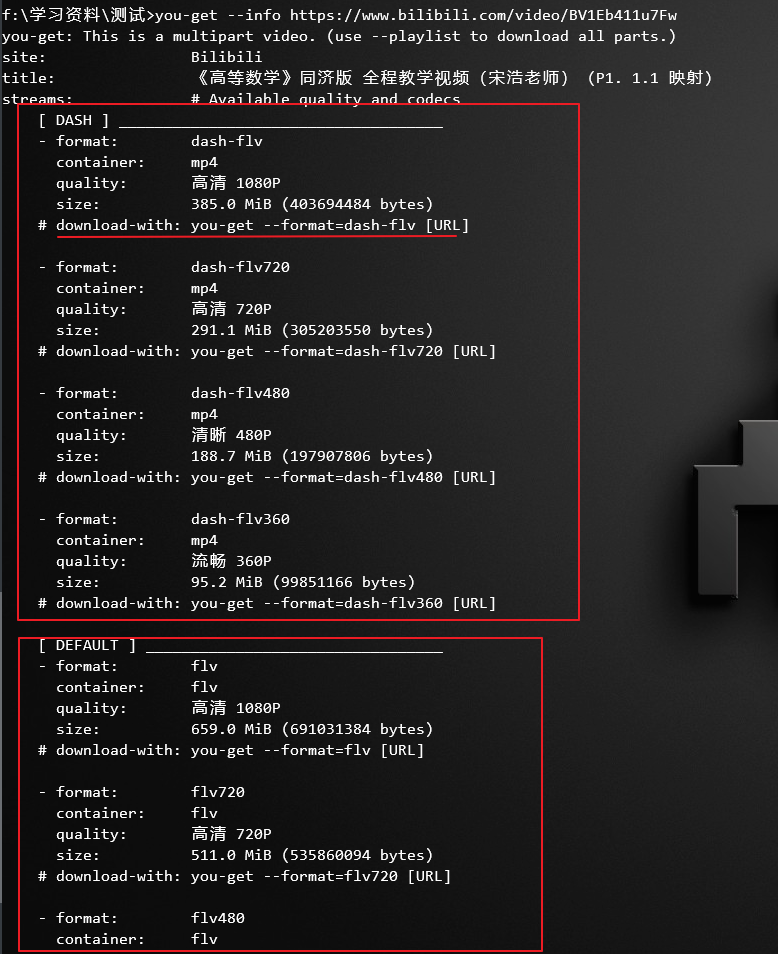 f:\学习资料\测试>you-get --info https://www.bilibili.com/video/BV1Eb411u7Fw
you-get: This is a multipart video. (use --playlist to download all parts.)
site: Bilibili
title: 《高等数学》同济版 全程教学视频（宋浩老师） (P1. 1.1 映射)
streams: # Available quality and codecs
[ DASH ] ____________________________________
- format: dash-flv
container: mp4
quality: 高清 1080P
size: 385.0 MiB (403694484 bytes)
# download-with: you-get --format=dash-flv [URL]
- format: dash-flv720
container: mp4
quality: 高清 720P
size: 291.1 MiB (305203550 bytes)
# download-with: you-get --format=dash-flv720 [URL]
- format: dash-flv480
container: mp4
quality: 清晰 480P
size: 188.7 MiB (197907806 bytes)
# download-with: you-get --format=dash-flv480 [URL]
- format: dash-flv360
container: mp4
quality: 流畅 360P
size: 95.2 MiB (99851166 bytes)
# download-with: you-get --format=dash-flv360 [URL]
[ DEFAULT ] _________________________________
- format: flv
container: flv
quality: 高清 1080P
size: 659.0 MiB (691031384 bytes)
# download-with: you-get --format=flv [URL]
- format: flv720
container: flv
quality: 高清 720P
size: 511.0 MiB (535860094 bytes)
# download-with: you-get --format=flv720 [URL]
- format: flv480
container: flv